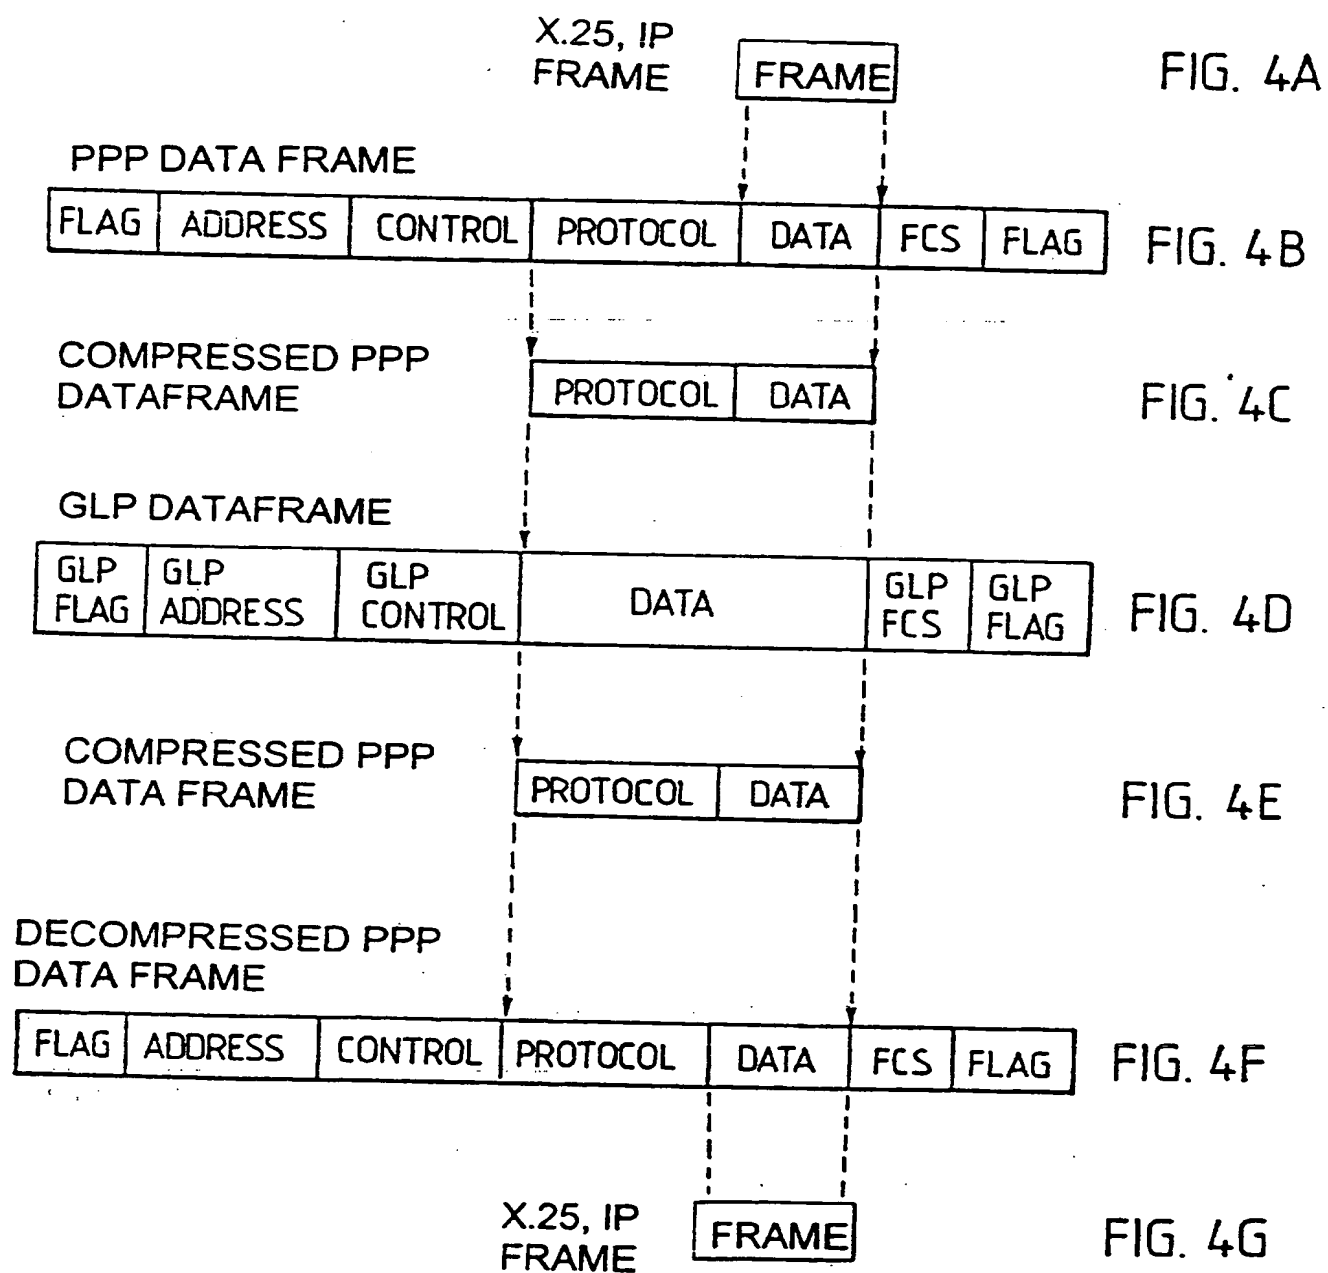 X.25, IP
FRAME
FRAME
FIG. 4A
PPP DATA FRAME
FLAG ADDRESS CONTROL PROTOCOL DATA FCS FLAG
FIG. 4B
COMPRESSED PPP
DATAFRAME
PROTOCOL DATA
FIG. 4C
GLP DATAFRAME
GLP FLAG GLP ADDRESS GLP CONTROL DATA GLP FCS GLP FLAG
FIG. 4D
COMPRESSED PPP
DATA FRAME
PROTOCOL DATA
FIG. 4E
DECOMPRESSED PPP
DATA FRAME
FLAG ADDRESS CONTROL PROTOCOL DATA FCS FLAG
FIG. 4F
X.25, IP
FRAME
FRAME
FIG. 4G